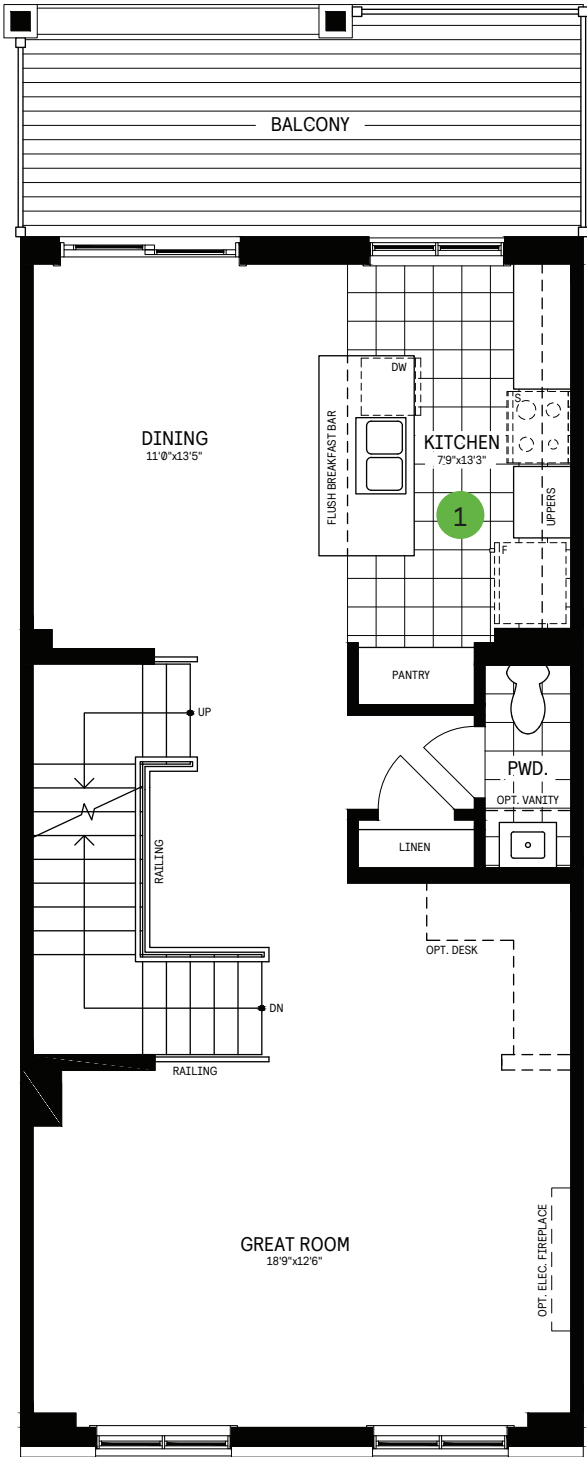 BALCONY
DW
S
DINING
11'0"x13'5"
FLUSH BREAKFAST BAR
KITCHEN
7'9"x13'3"
UPPERS
1
F
PANTRY
UP
PWD.
OPT. VANITY
RAILING
LINEN
OPT. DESK
DN
RAILING
GREAT ROOM
18'9"x12'6"
OPT. ELEC. FIREPLACE